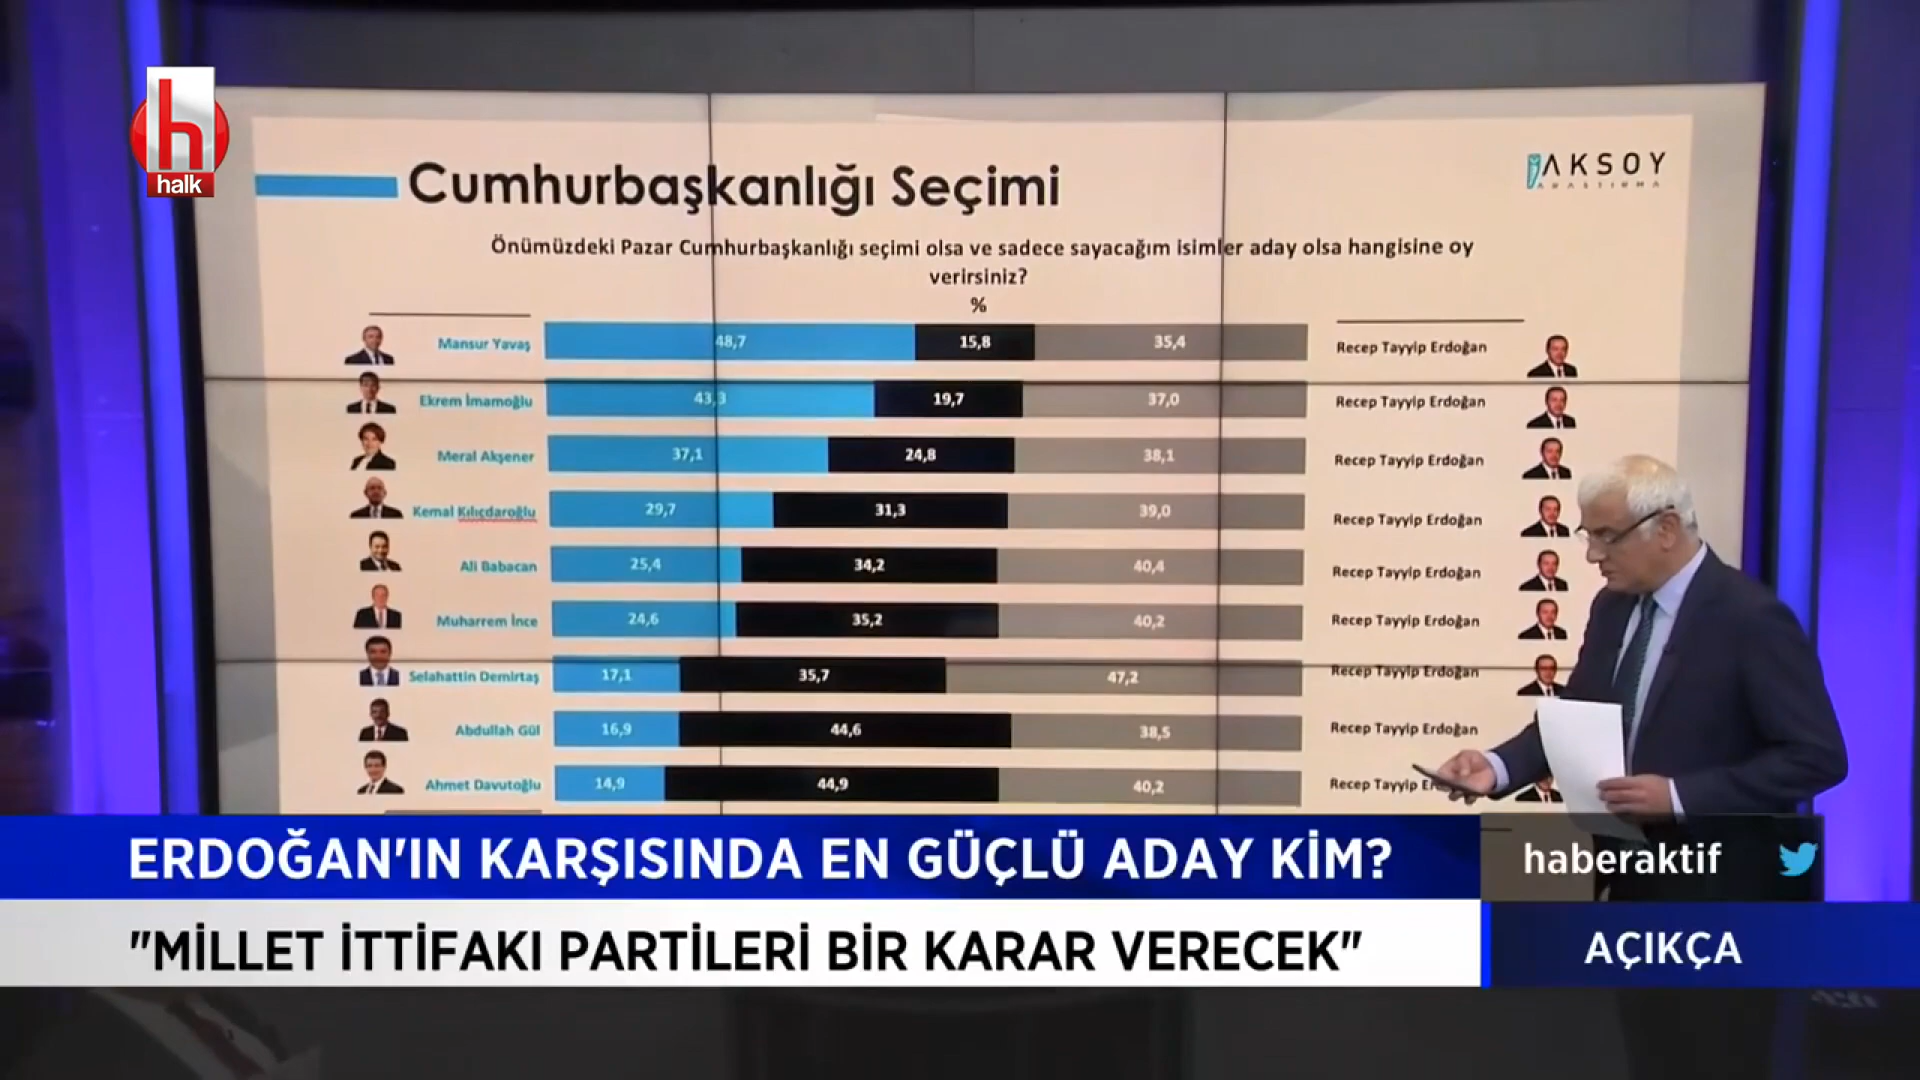 h
halk
Cumhurbaşkanlığı Seçimi
AKSOY
ARAŞTIRMA
Önümüzdeki Pazar Cumhurbaşkanlığı seçimi olsa ve sadece sayacağım isimler aday olsa hangisine oy
verirsiniz?
%
Mansur Yavaş 48,7 15,8 35,4 Recep Tayyip Erdoğan
Ekrem İmamoğlu 43,3 19,7 37,0 Recep Tayyip Erdoğan
Meral Akşener 37,1 24,8 38,1 Recep Tayyip Erdoğan
Kemal Kılıçdaroğlu 29,7 31,3 39,0 Recep Tayyip Erdoğan
Ali Babacan 25,4 34,2 40,4 Recep Tayyip Erdoğan
Muharrem İnce 24,6 35,2 40,2 Recep Tayyip Erdoğan
Selahattin Demirtaş 17,1 35,7 47,2 Recep Tayyip Erdoğan
Abdullah Gül 16,9 44,6 38,5 Recep Tayyip Erdoğan
Ahmet Davutoğlu 14,9 44,9 40,2 Recep Tayyip
ERDOĞAN'IN KARŞISINDA EN GÜÇLÜ ADAY KİM?
haberaktif
"MİLLET İTTİFAKI PARTİLERİ BİR KARAR VERECEK"
AÇIKÇA